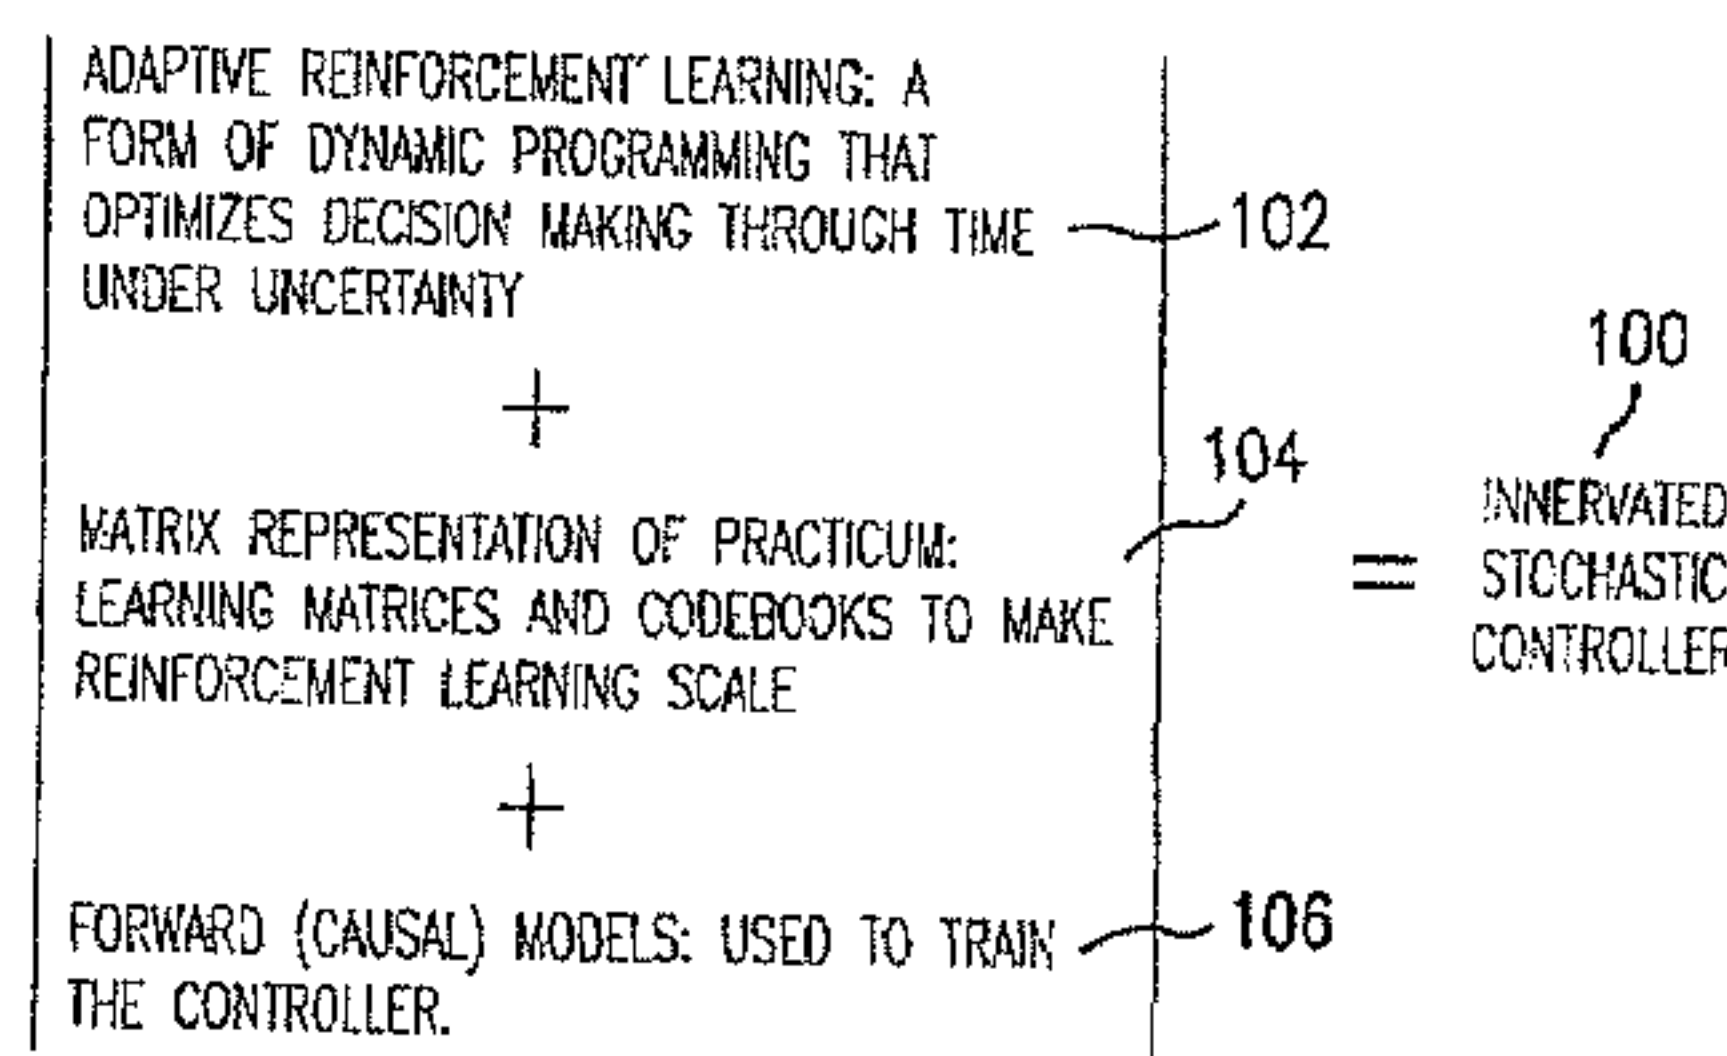 ADAPTIVE REINFORCEMENT LEARNING: A
FORM OF DYNAMIC PROGRAMMING THAT
OPTIMIZES DECISION MAKING THROUGH TIME
UNDER UNCERTAINTY
102
+
MATRIX REPRESENTATION OF PRACTICUM:
LEARNING MATRICES AND CODEBOOKS TO MAKE
REINFORCEMENT LEARNING SCALE
104
+
FORWARD (CAUSAL) MODELS: USED TO TRAIN
THE CONTROLLER.
106
=
100
INNERVATED
STOCHASTIC
CONTROLLER